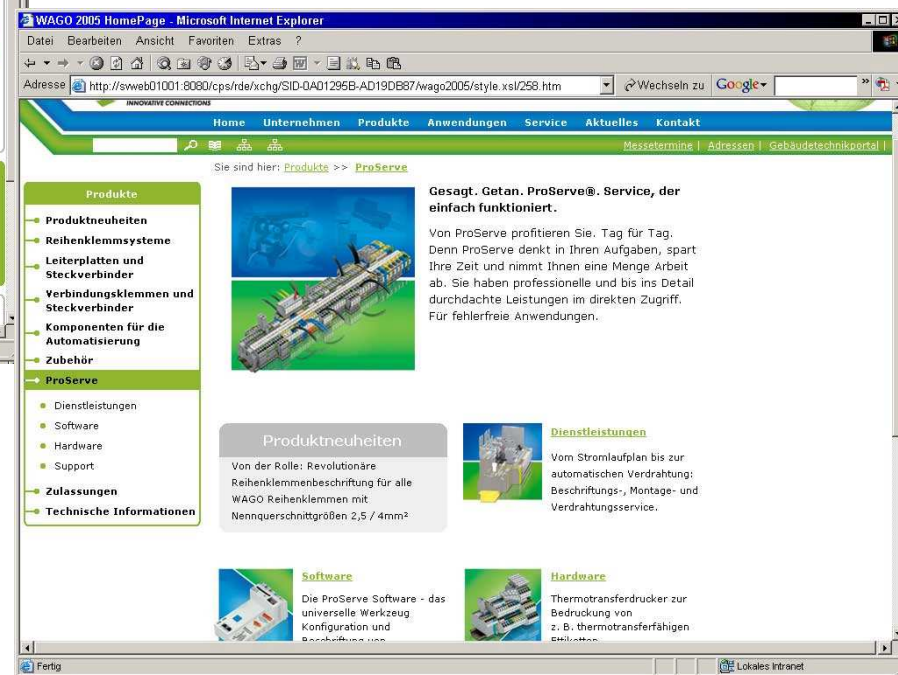 WAGO 2005 HomePage - Microsoft Internet Explorer
Datei Bearbeiten Ansicht Favoriten Extras ?
Adresse http://svweb01001:8080/cps/rde/xchg/SID-0A01295B-AD19DB87/wago2005/style.xsl/258.htm Wechseln zu Google »
INNOVATIVE CONNECTIONS
Home Unternehmen Produkte Anwendungen Service Aktuelles Kontakt
Messetermine | Adressen | Gebäudetechnikportal |
Sie sind hier: Produkte >> ProServe
Produkte
Produktneuheiten
Reihenklemmsysteme
Leiterplatten und
Steckverbinder
Verbindungsklemmen und
Steckverbinder
Komponenten für die
Automatisierung
Zubehör
ProServe
Dienstleistungen
Software
Hardware
Support
Zulassungen
Technische Informationen
Gesagt. Getan. ProServe®. Service, der
einfach funktioniert.
Von ProServe profitieren Sie. Tag für Tag.
Denn ProServe denkt in Ihren Aufgaben, spart
Ihre Zeit und nimmt Ihnen eine Menge Arbeit
ab. Sie haben professionelle und bis ins Detail
durchdachte Leistungen im direkten Zugriff.
Für fehlerfreie Anwendungen.
Produktneuheiten
Von der Rolle: Revolutionäre
Reihenklemmenbeschriftung für alle
WAGO Reihenklemmen mit
Nennquerschnittgrößen 2,5 / 4mm²
Dienstleistungen
Vom Stromlaufplan bis zur
automatischen Verdrahtung:
Beschriftungs-, Montage- und
Verdrahtungsservice.
Software
Die ProServe Software - das
universelle Werkzeug
Konfiguration und
Beschriftung von
Hardware
Thermotransferdrucker zur
Bedruckung von
z. B. thermotransferfähigen
Ettiketten
Fertig
Lokales Intranet